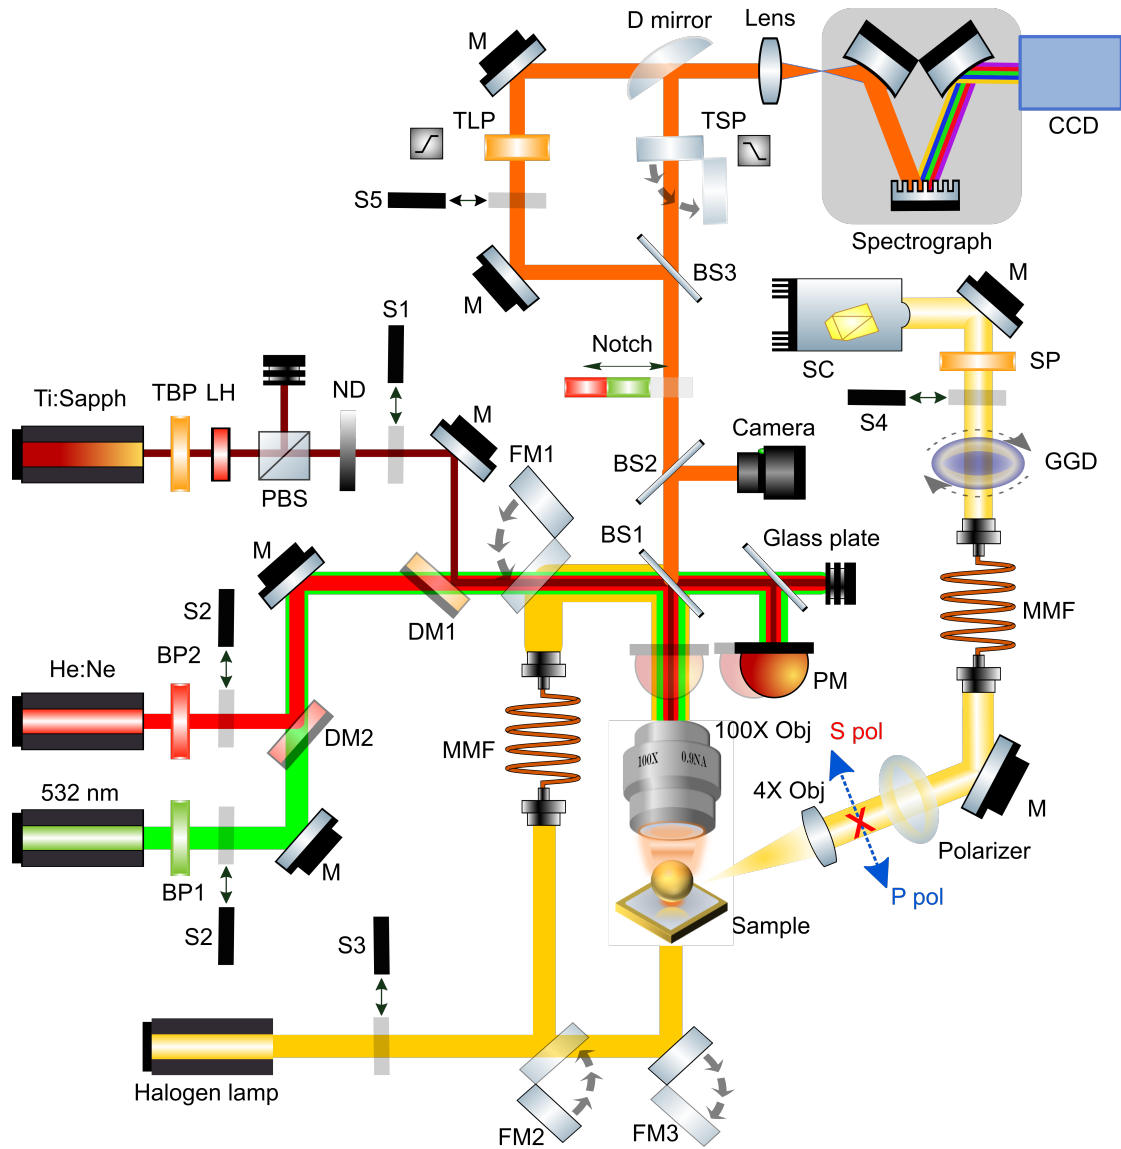 D mirror
Lens
M
TLP
TSP
CCD
S5
Spectrograph
BS3
M
M
S1
Notch
SC
SP
Ti:Sapph
TBP
LH
ND
M
S4
Camera
FM1
BS2
GGD
PBS
BS1
Glass plate
M
S2
DM1
MMF
BP2
He:Ne
PM
DM2
MMF
100X Obj
S pol
100X
0.9NA
532 nm
4X Obj
M
M
Polarizer
BP1
P pol
S2
S3
Sample
Halogen lamp
FM2
FM3